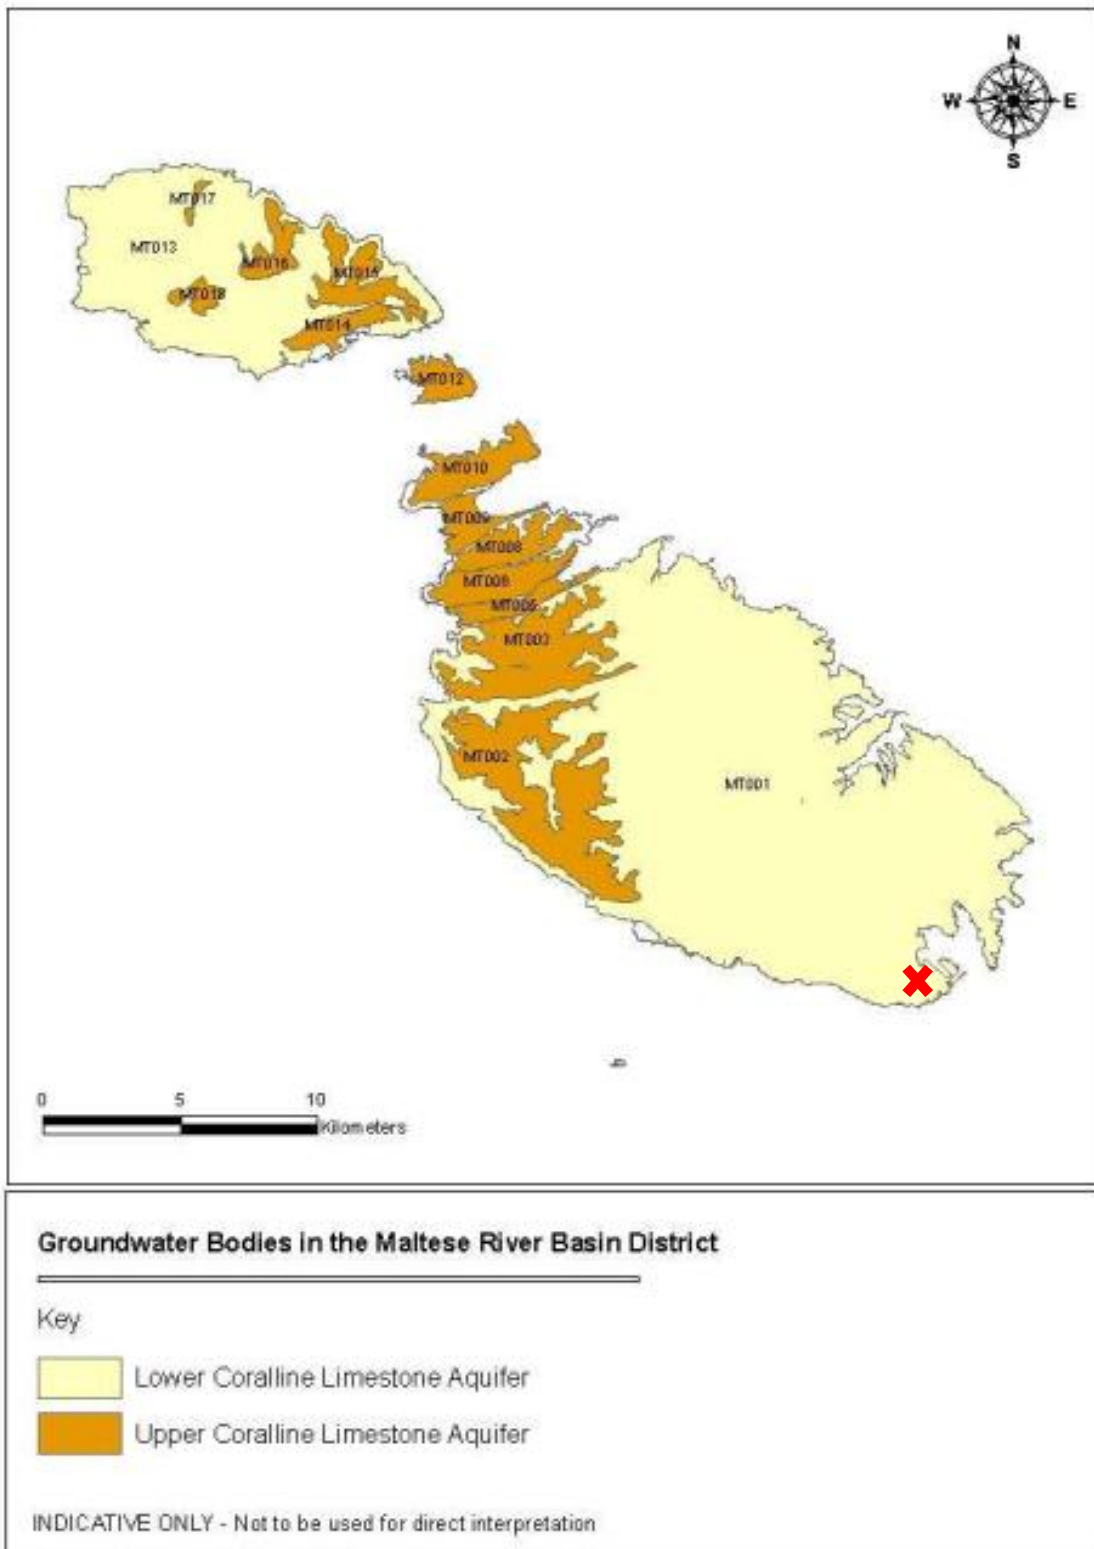 N
W E
S
MT017
MT013
MT016
MT015
MT018
MT014
MT012
MT010
MT009
MT008
MT006
MT005
MT003
MT002
MT001
0 5 10
Kilometers
Groundwater Bodies in the Maltese River Basin District
Key
Lower Coralline Limestone Aquifer
Upper Coralline Limestone Aquifer
INDICATIVE ONLY - Not to be used for direct interpretation